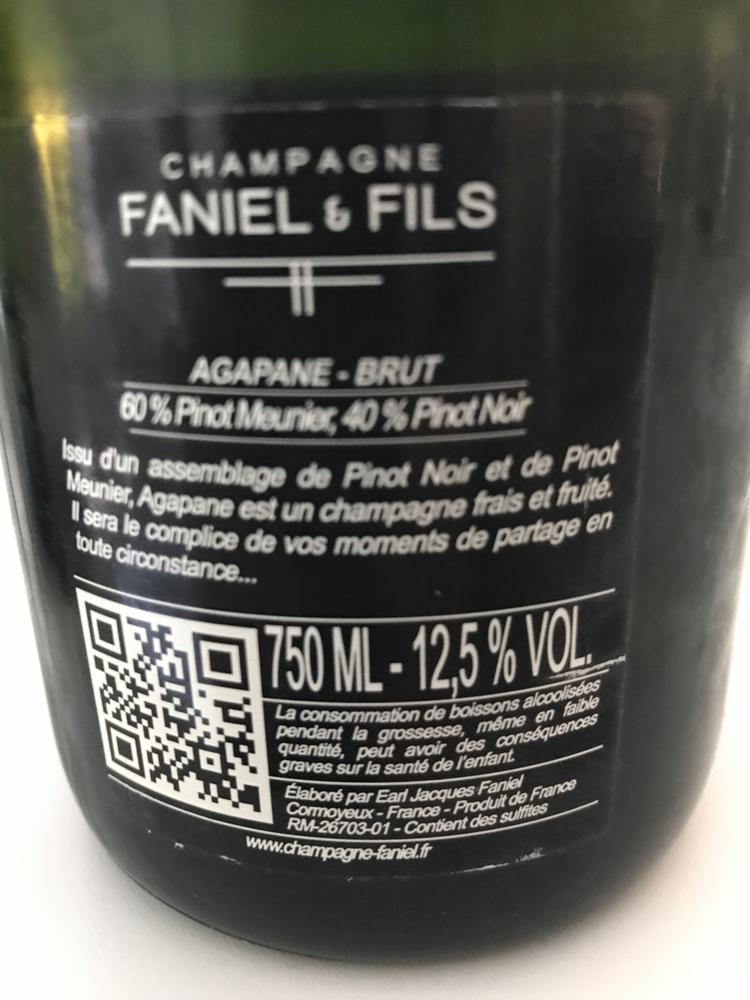 CHAMPAGNE
FANIEL & FILS
AGAPANE - BRUT
60 % Pinot Meunier, 40 % Pinot Noir
Issu d'un assemblage de Pinot Noir et de Pinot
Meunier, Agapane est un champagne frais et fruité.
Il sera le complice de vos moments de partage en
toute circonstance...
750 ML - 12,5 % VOL.
La consommation de boissons alcoolisées
pendant la grossesse, même en faible
quantité, peut avoir des conséquences
graves sur la santé de l'enfant.
Élaboré par Earl Jacques Faniel
Cormoyeux - France - Produit de France
RM-26703-01 - Contient des sulfites
www.champagne-faniel.fr